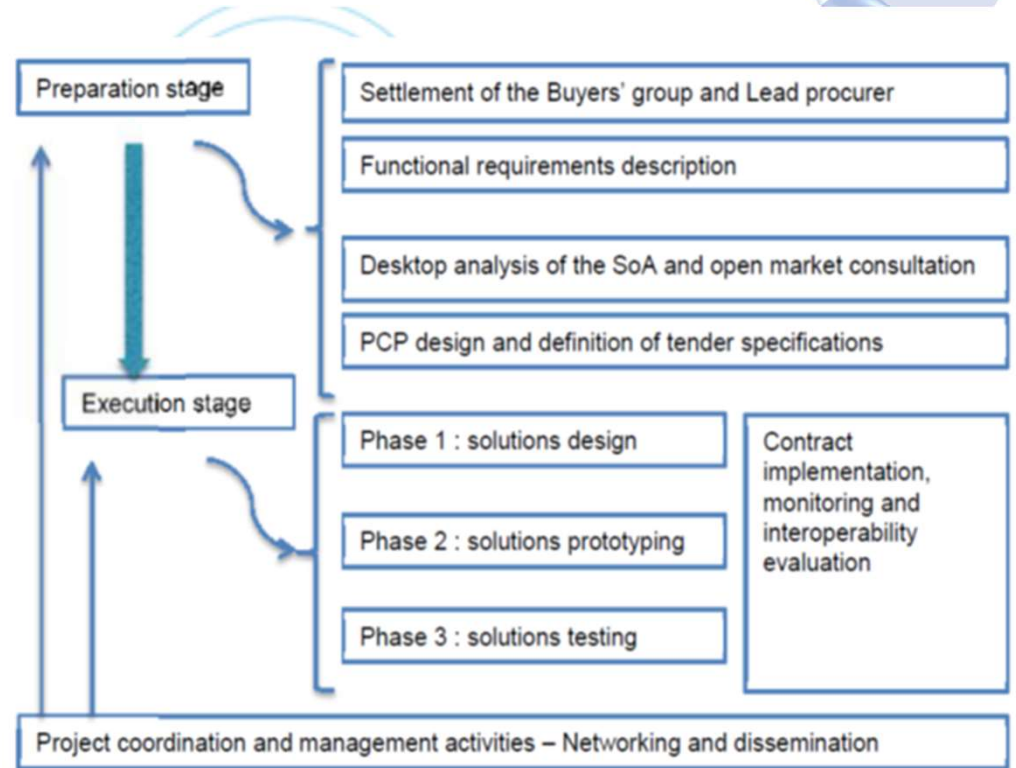 Preparation stage
Settlement of the Buyers’ group and Lead procurer
Functional requirements description
Desktop analysis of the SoA and open market consultation
PCP design and definition of tender specifications
Execution stage
Phase 1 : solutions design
Phase 2 : solutions prototyping
Phase 3 : solutions testing
Contract
implementation,
monitoring and
interoperability
evaluation
Project coordination and management activities – Networking and dissemination